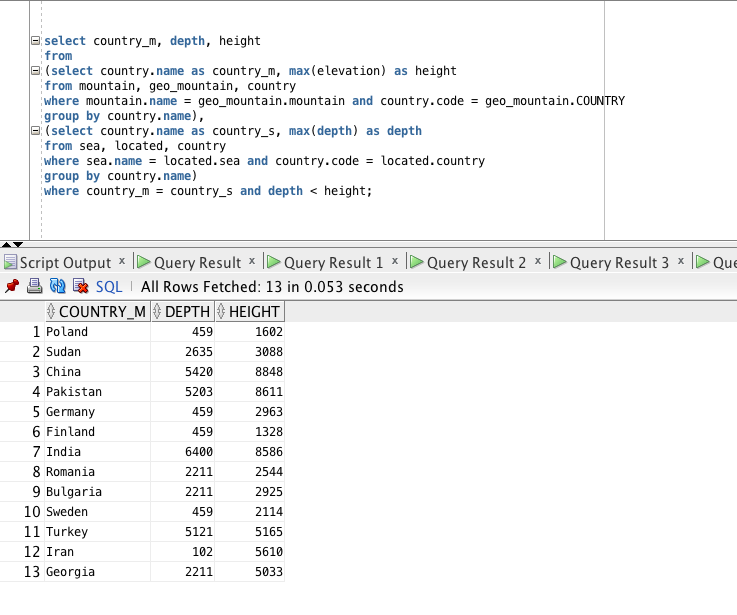 select country_m, depth, height
from
(select country.name as country_m, max(elevation) as height
from mountain, geo_mountain, country
where mountain.name = geo_mountain.mountain and country.code = geo_mountain.COUNTRY
group by country.name),
(select country.name as country_s, max(depth) as depth
from sea, located, country
where sea.name = located.sea and country.code = located.country
group by country.name)
where country_m = country_s and depth < height;
Script Output x Query Result x Query Result 1 x Query Result 2 x Query Result 3 x Que
SQL All Rows Fetched: 13 in 0.053 seconds
COUNTRY_M DEPTH HEIGHT
1 Poland 459 1602
2 Sudan 2635 3088
3 China 5420 8848
4 Pakistan 5203 8611
5 Germany 459 2963
6 Finland 459 1328
7 India 6400 8586
8 Romania 2211 2544
9 Bulgaria 2211 2925
10 Sweden 459 2114
11 Turkey 5121 5165
12 Iran 102 5610
13 Georgia 2211 5033